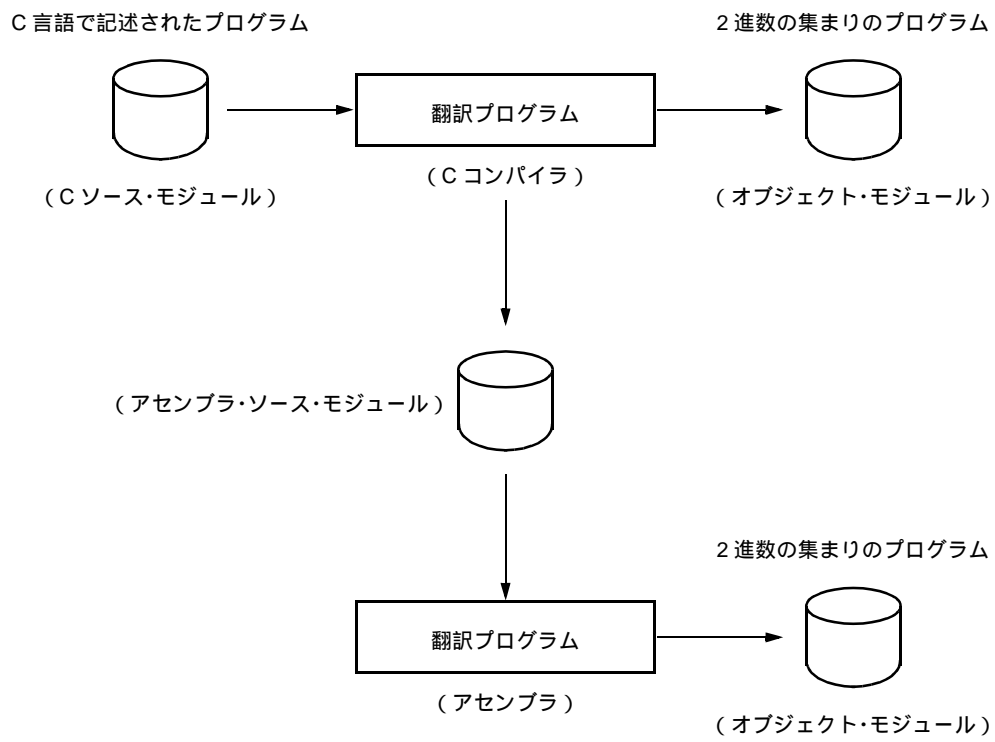 C 言語で記述されたプログラム
2 進数の集まりのプログラム
翻訳プログラム
( C コンパイラ )
( C ソース・モジュール )
( オブジェクト・モジュール )
( アセンブラ・ソース・モジュール )
2 進数の集まりのプログラム
翻訳プログラム
( アセンブラ )
( オブジェクト・モジュール )